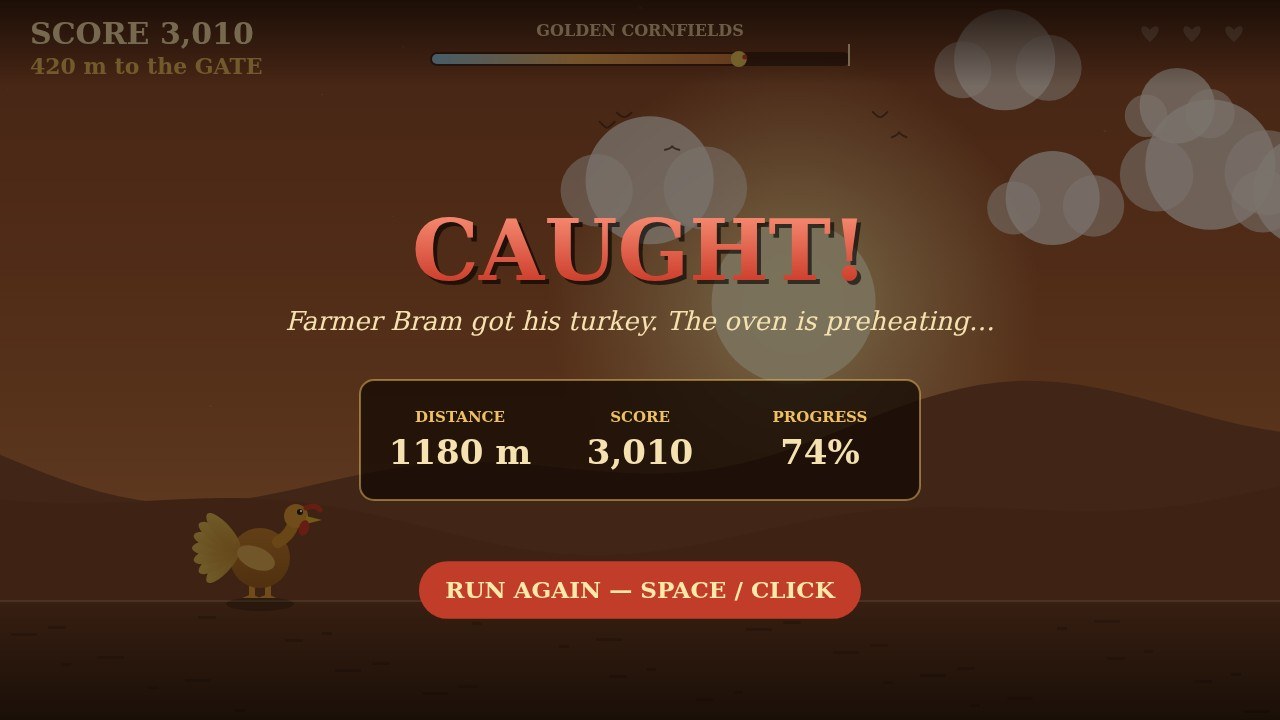 SCORE 3,010
420 m to the GATE
GOLDEN CORNFIELDS
CAUGHT!
Farmer Bram got his turkey. The oven is preheating...
DISTANCE
1180 m
SCORE
3,010
PROGRESS
74%
RUN AGAIN — SPACE / CLICK